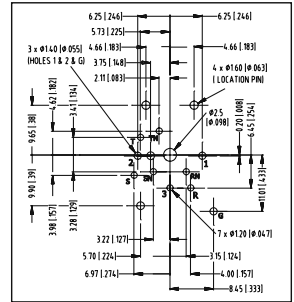 6.25 [.246]
6.25 [.246]
5.73 [.225]
4.66 [.183]
4.66 [.183]
3 x Ø1.40 [Ø.055]
(HOLES 1 & 2 & G)
3.75 [.148]
4 x Ø1.60 [Ø.063]
(LOCATION PIN)
2.11 [.083]
Ø2.5
[Ø.098]
9.65 [.38]
4.62 [.182]
3.41 [.134]
0.20 [.008]
6.45 [.254]
T
TN
2
1
S
SN
RN
3
R
G
9.90 [.39]
3.98 [.157]
3.28 [.129]
11.01 [.433]
3.22 [.127]
7 x Ø1.20 [Ø.047]
5.70 [.224]
3.15 [.124]
6.97 [.274]
4.00 [.157]
8.45 [.333]